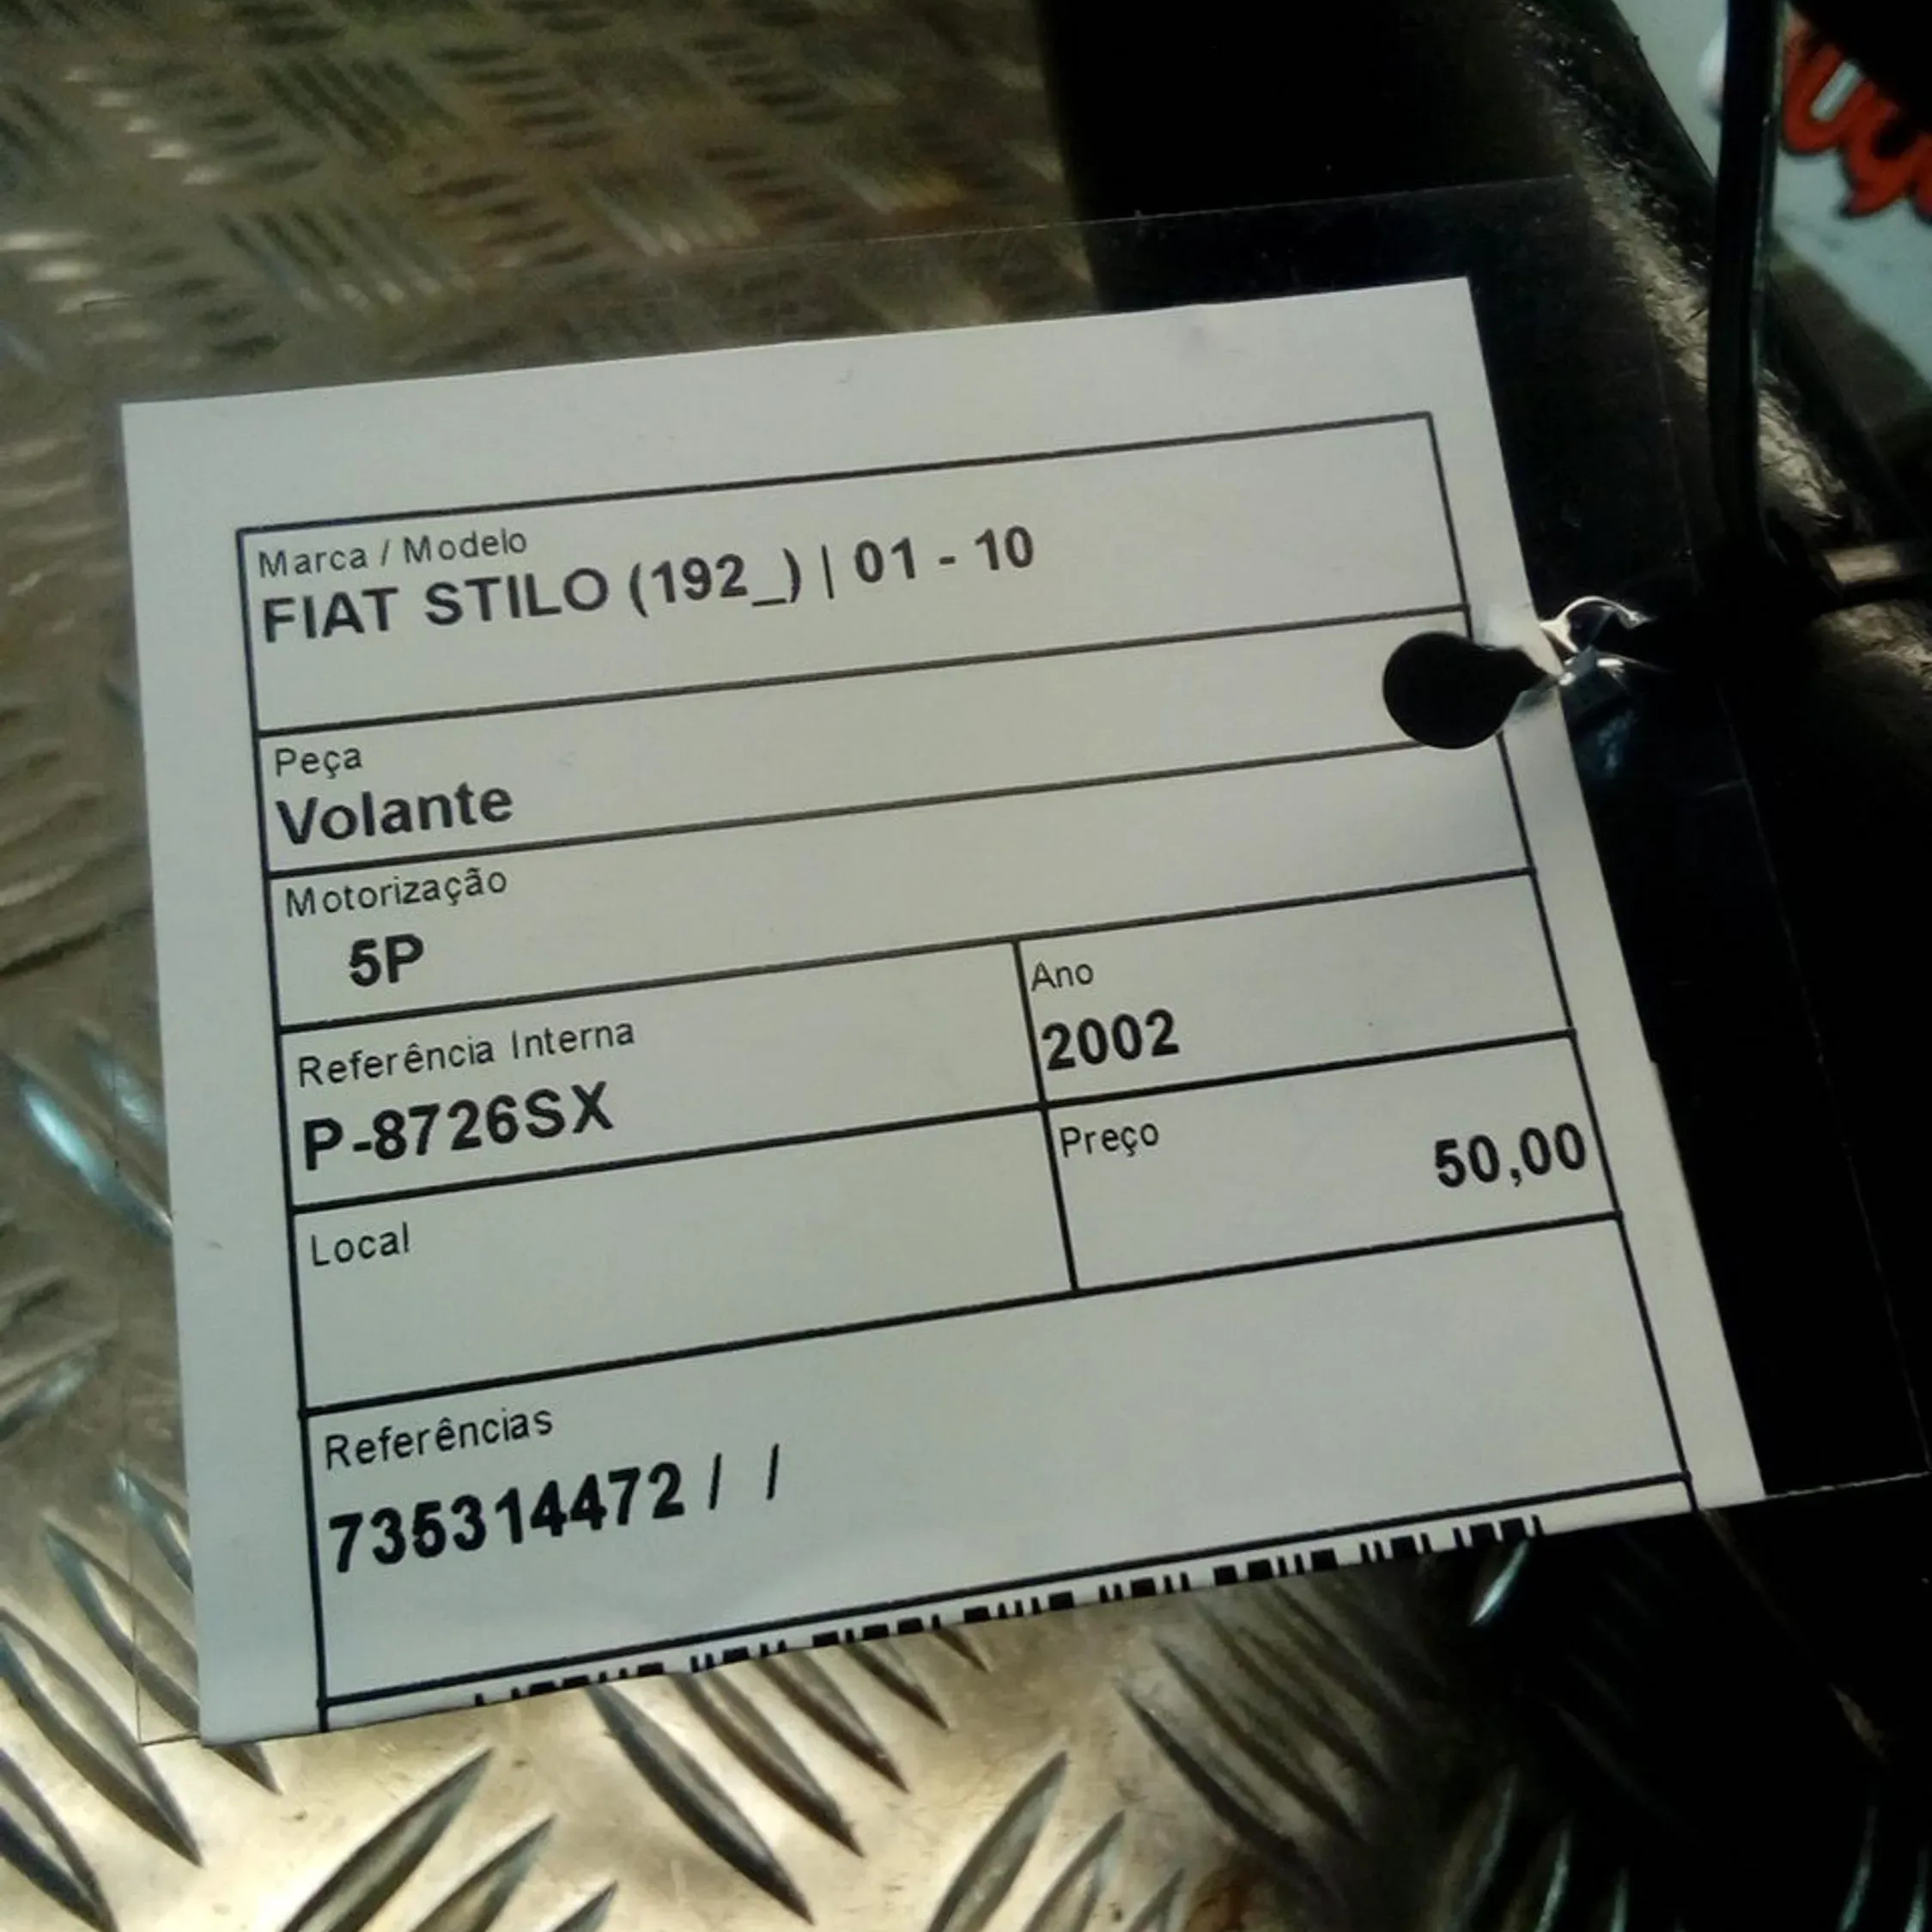 Marca / Modelo
FIAT STILO (192_) | 01 - 10
Peça
Volante
Motorização
5P
Referência Interna
P-8726SX
Ano
2002
Local
Preço
50,00
Referências
735314472 / /